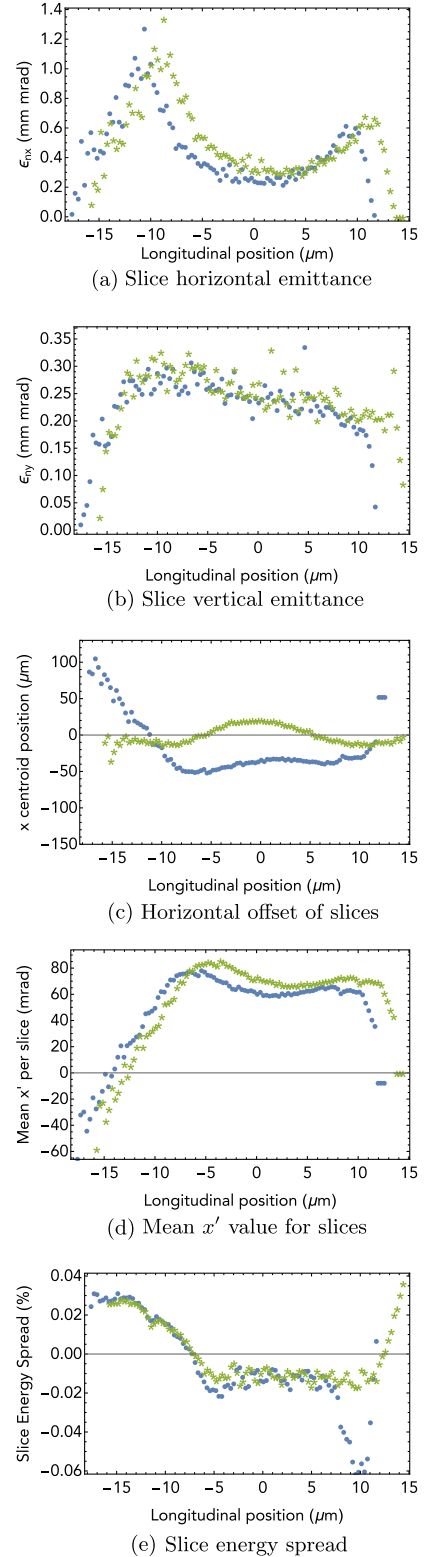 1.4
1.2
1.0
0.8
0.6
0.4
0.2
0.0
ϵnx (mm mrad)
−15 −10 −5 0 5 10 15
Longitudinal position (μm)
(a) Slice horizontal emittance
0.35
0.30
0.25
0.20
0.15
0.10
0.05
0.00
ϵny (mm mrad)
−15 −10 −5 0 5 10 15
Longitudinal position (μm)
(b) Slice vertical emittance
100
50
0
−50
−100
−150
x centroid position (μm)
−15 −10 −5 0 5 10 15
Longitudinal position (μm)
(c) Horizontal offset of slices
80
60
40
20
0
−20
−40
−60
Mean x' per slice (mrad)
−15 −10 −5 0 5 10 15
Longitudinal position (μm)
(d) Mean x′ value for slices
0.04
0.02
0.00
−0.02
−0.04
−0.06
Slice Energy Spread (%)
−15 −10 −5 0 5 10 15
Longitudinal position (μm)
(e) Slice energy spread